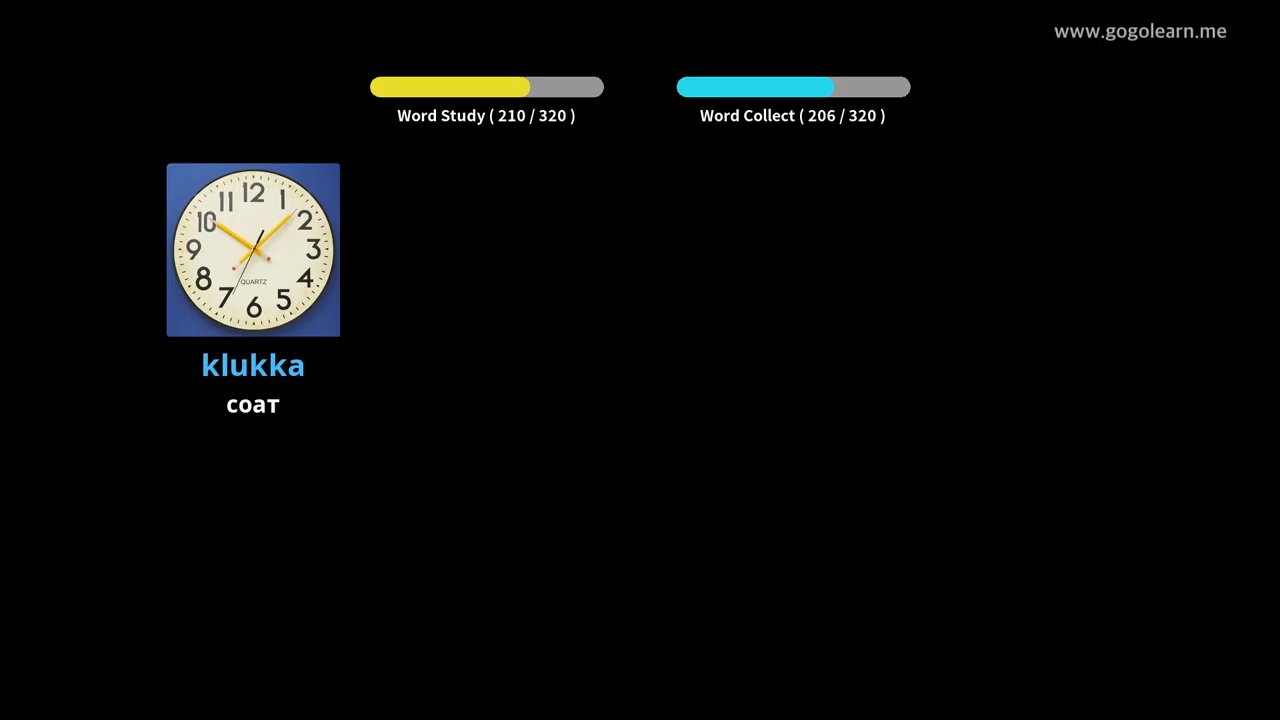 www.gogolearn.me
Word Study ( 210 / 320 )
Word Collect ( 206 / 320 )
12
11
1
10
2
9
3
8
4
QUARTZ
7
5
6
klukka
соат